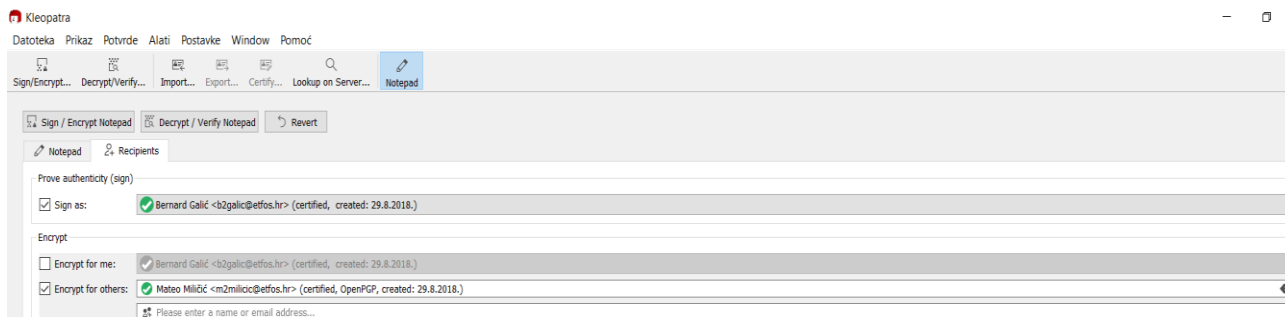 Kleopatra
Datoteka Prikaz Potvrde Alati Postavke Window Pomoć
Sign/Encrypt... Decrypt/Verify... Import... Export... Certify... Lookup on Server... Notepad
Sign / Encrypt Notepad Decrypt / Verify Notepad Revert
Notepad Recipients
Prove authenticity (sign)
Sign as: Bernard Galić <b2galic@etfos.hr> (certified, created: 29.8.2018.)
Encrypt
Encrypt for me: Bernard Galić <b2galic@etfos.hr> (certified, created: 29.8.2018.)
Encrypt for others: Mateo Miličić <m2milicic@etfos.hr> (certified, OpenPGP, created: 29.8.2018.)
Please enter a name or email address...